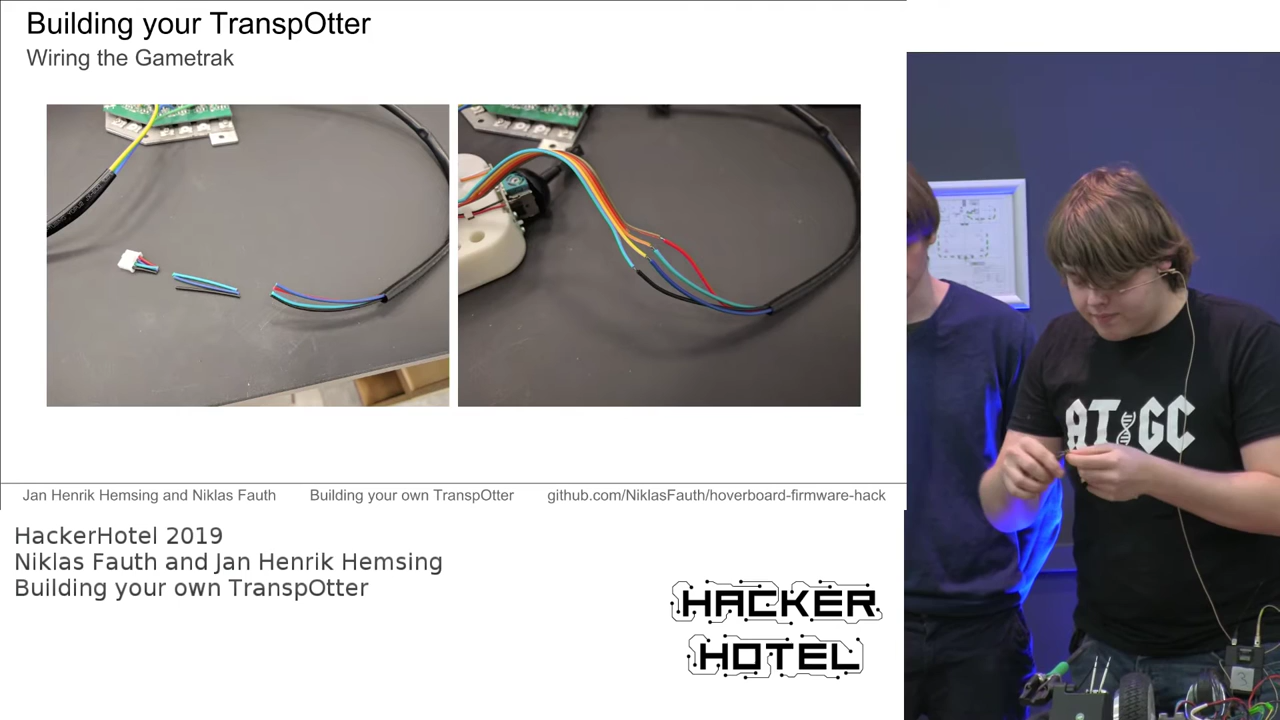 Building your TranspOtter
Wiring the Gametrak
AT GC
Jan Henrik Hemsing and Niklas Fauth
Building your own TranspOtter
github.com/NiklasFauth/hoverboard-firmware-hack
HackerHotel 2019
Niklas Fauth and Jan Henrik Hemsing
Building your own TranspOtter
HACKER
HOTEL